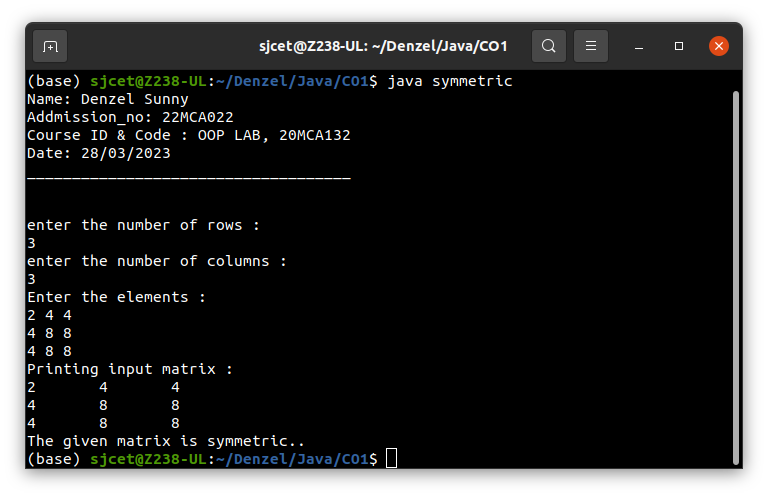 sjcet@Z238-UL: ~/Denzel/Java/CO1
(base) sjcet@Z238-UL:~/Denzel/Java/CO1$ java symmetric
Name: Denzel Sunny
Addmission_no: 22MCA022
Course ID & Code : OOP LAB, 20MCA132
Date: 28/03/2023
____________________________________
enter the number of rows :
3
enter the number of columns :
3
Enter the elements :
2 4 4
4 8 8
4 8 8
Printing input matrix :
2       4       4
4       8       8
4       8       8
The given matrix is symmetric..
(base) sjcet@Z238-UL:~/Denzel/Java/CO1$